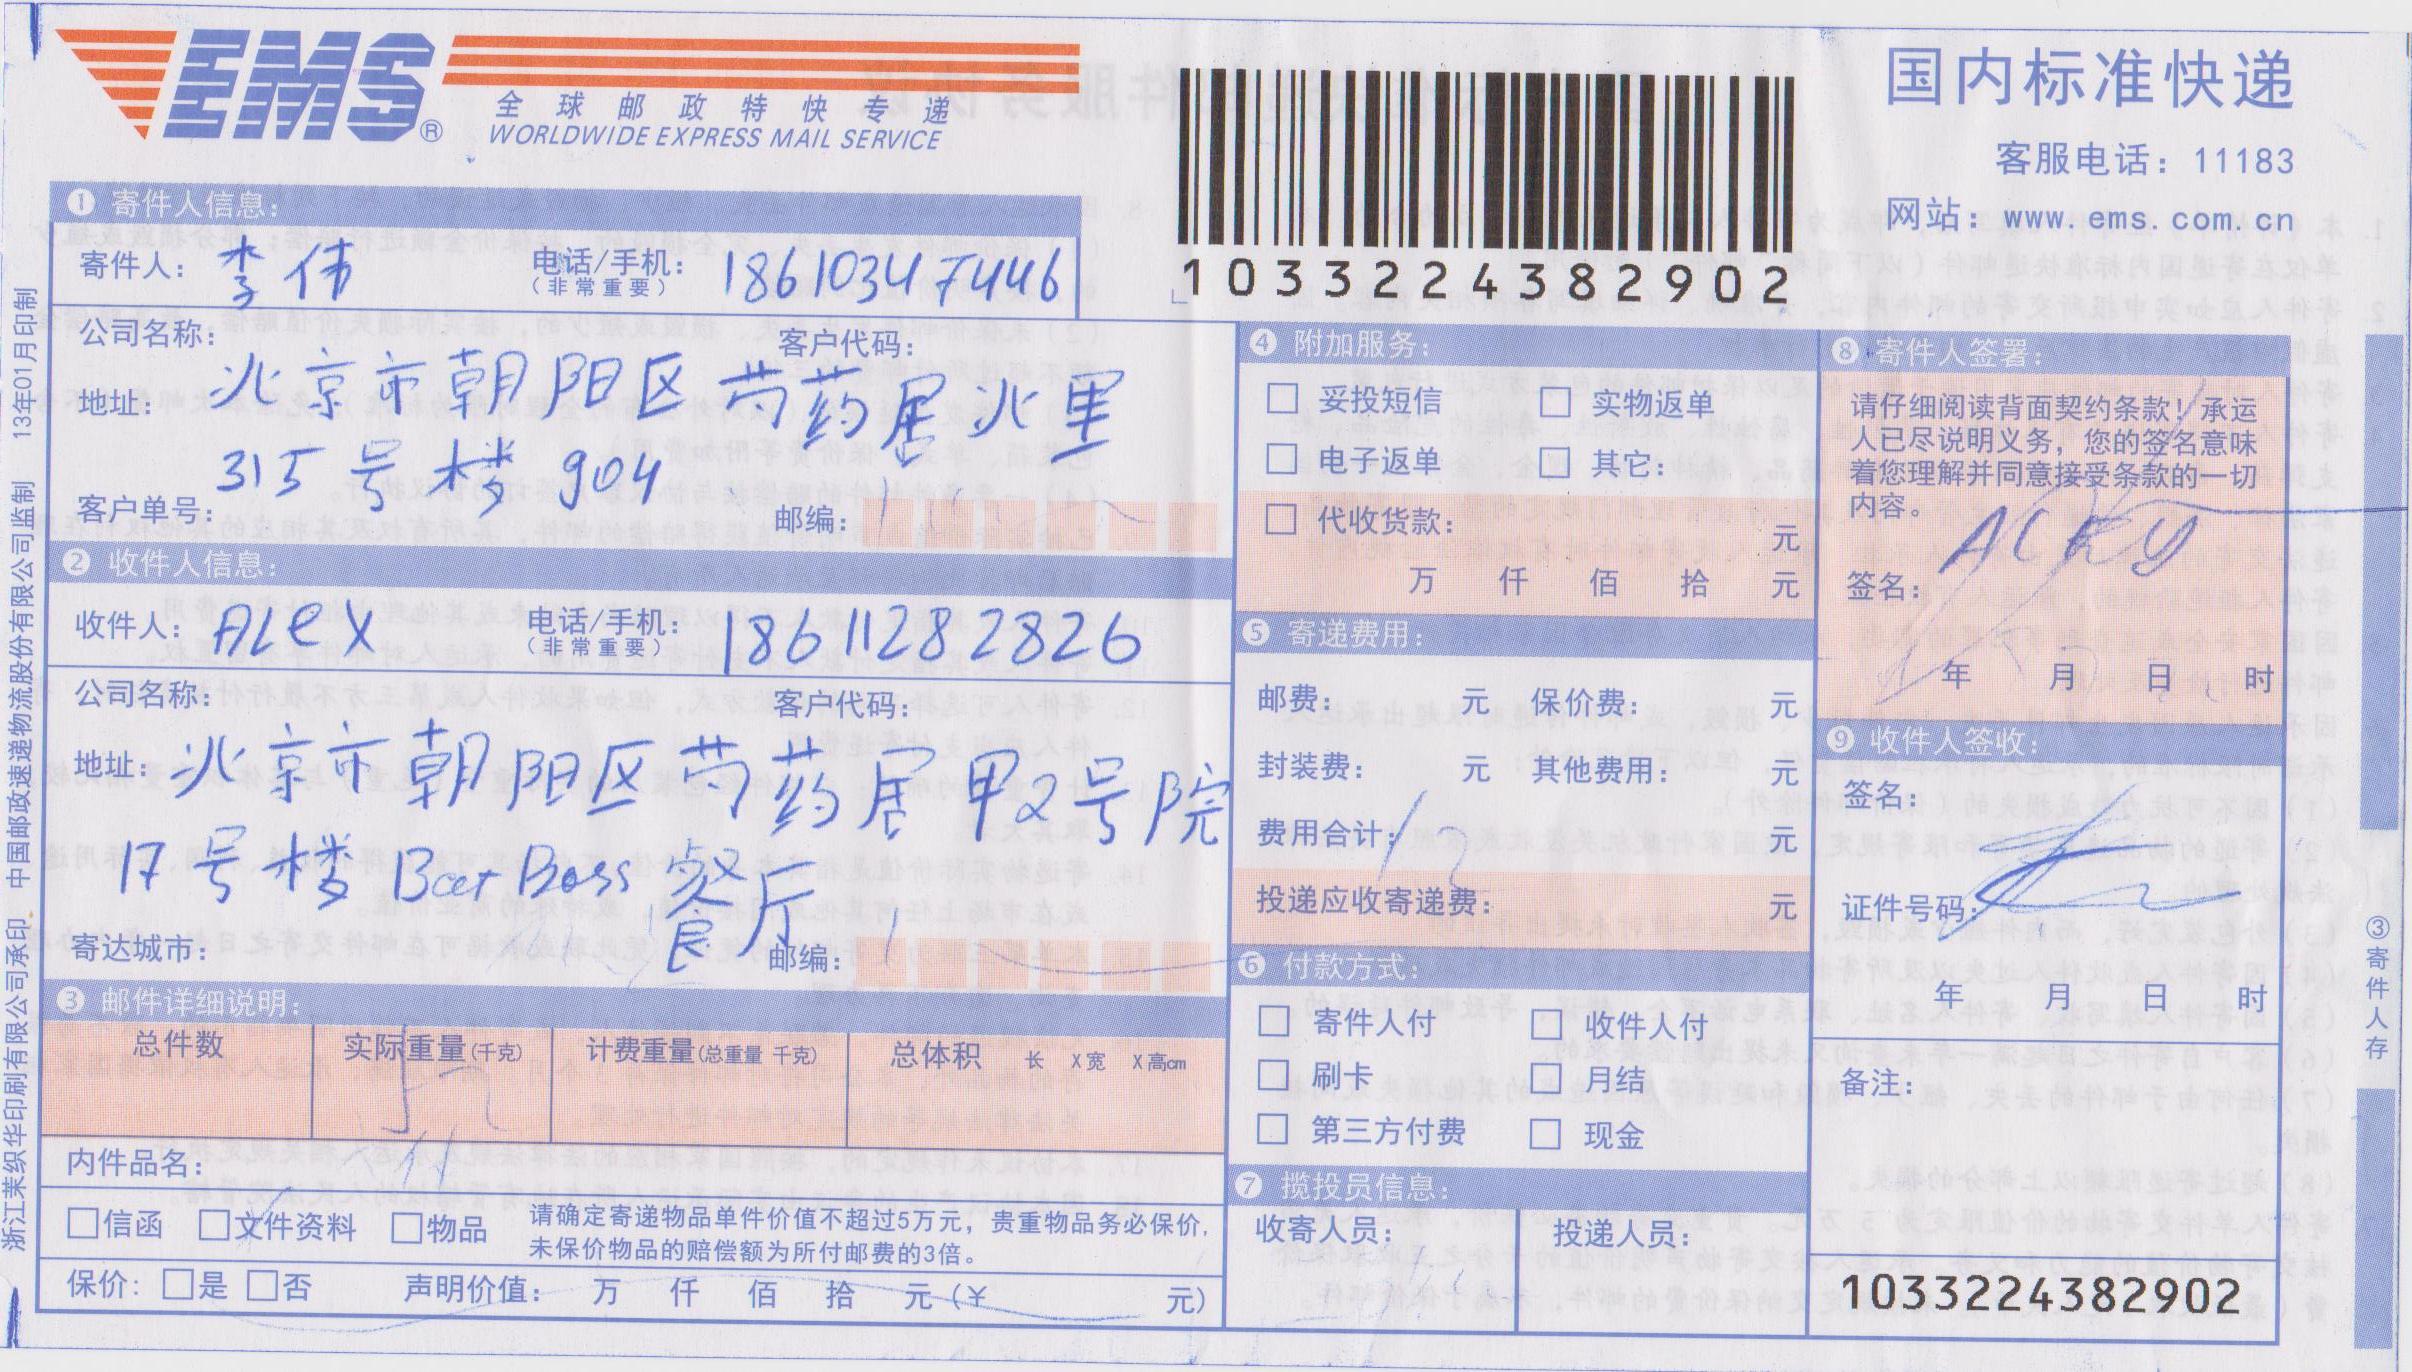 EMS®
全球邮政特快专递
WORLDWIDE EXPRESS MAIL SERVICE
国内标准快递
客服电话：11183
网站：www.ems.com.cn
1033224382902
❶ 寄件人信息：
寄件人：李伟 电话/手机：18610347446
（非常重要）
公司名称： 客户代码：
地址：北京市朝阳区芍药居北里
315号楼904
客户单号： 邮编：
❷ 收件人信息：
收件人：ALeX 电话/手机：18611282826
（非常重要）
公司名称： 客户代码：
地址：北京市朝阳区芍药居甲2号院
17号楼 Boss 餐厅
寄达城市： 邮编：
❸ 邮件详细说明：
总件数 实际重量(千克) 计费重量(总重量 千克) 总体积 长 X宽 X高cm
内件品名：
□信函 □文件资料 □物品 请确定寄递物品单件价值不超过5万元，贵重物品务必保价，
未保价物品的赔偿额为所付邮费的3倍。
保价：□是 □否 声明价值： 万 仟 佰 拾 元（¥ 元）
❹ 附加服务：
□ 妥投短信 □ 实物返单
□ 电子返单 □ 其它：
□ 代收货款： 元
万 仟 佰 拾 元
❺ 寄递费用：
邮费： 元 保价费： 元
封装费： 元 其他费用： 元
费用合计： 元
投递应收寄递费： 元
❻ 付款方式：
□ 寄件人付 □ 收件人付
□ 刷卡 □ 月结
□ 第三方付费 □ 现金
❼ 揽投员信息：
收寄人员： 投递人员：
❽ 寄件人签署：
请仔细阅读背面契约条款！承运
人已尽说明义务，您的签名意味
着您理解并同意接受条款的一切
内容。
签名：
年 月 日 时
❾ 收件人签收：
签名：
证件号码：
年 月 日 时
备注：
1033224382902
③寄件人存
浙江莱织华印刷有限公司承印 中国邮政速递物流股份有限公司监制 13年01月印制